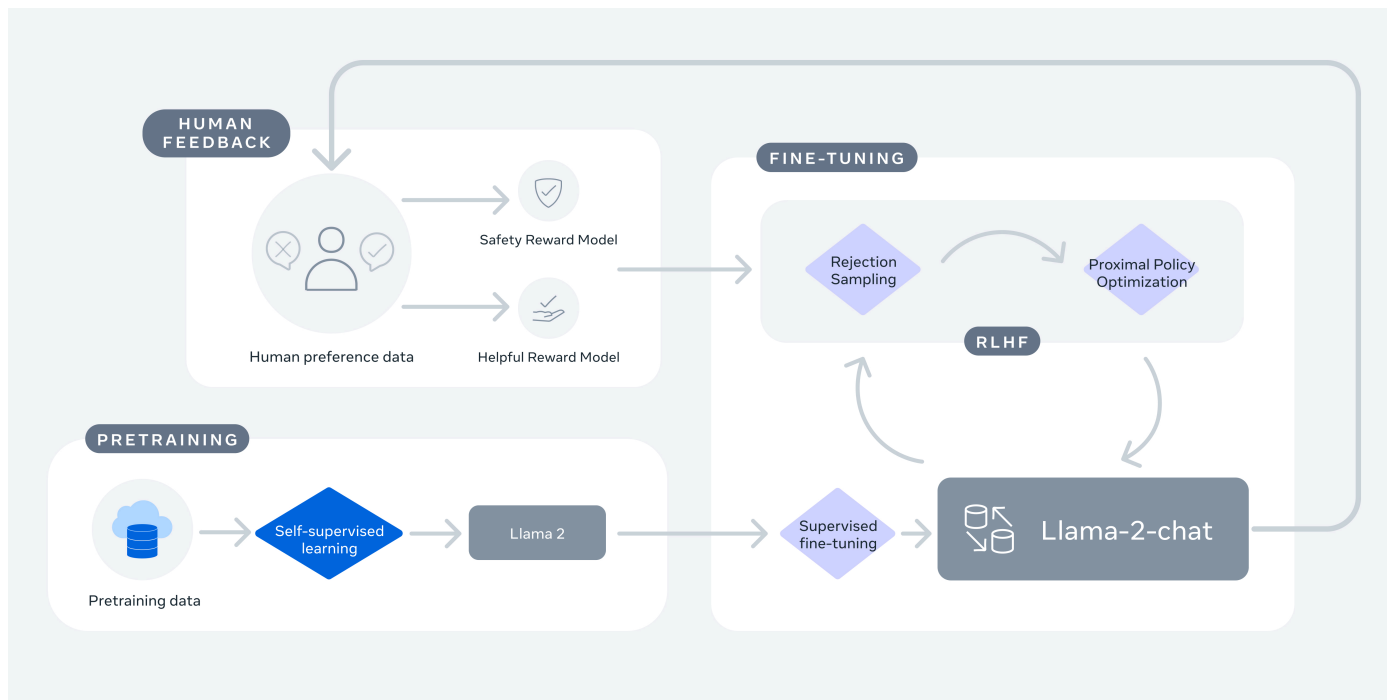 HUMAN
FEEDBACK
Safety Reward Model
Human preference data
Helpful Reward Model
FINE-TUNING
Rejection
Sampling
Proximal Policy
Optimization
RLHF
PRETRAINING
Pretraining data
Self-supervised
learning
Llama 2
Supervised
fine-tuning
Llama-2-chat